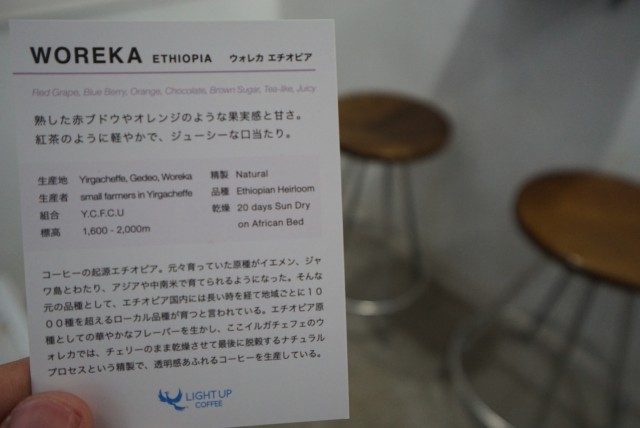 WOREKA ETHIOPIA ウォレカ エチオピア
Red Grape, Blue Berry, Orange, Chocolate, Brown Sugar, Tea-like, Juicy
熟した赤ブドウやオレンジのような果実感と甘さ。
紅茶のように軽やかで、ジューシーな口当たり。
生産地 Yirgacheffe, Gedeo, Woreka
生産者 small farmers in Yirgacheffe
組合 Y.C.F.C.U
標高 1,600 - 2,000m
精製 Natural
品種 Ethiopian Heirloom
乾燥 20 days Sun Dry
on African Bed
コーヒーの起源エチオピア。元々育っていた原種がイエメン、ジャ
ワ島とわたり、アジアや中南米で育てられるようになった。そんな
元の品種として、エチオピア国内には長い時を経て地域ごとに10
00種を超えるローカル品種が育つと言われている。エチオピア原
種としての華やかなフレーバーを生かし、ここイルガチェフェのウ
ォレカでは、チェリーのまま乾燥させて最後に脱穀するナチュラル
プロセスという精製で、透明感あふれるコーヒーを生産している。
LIGHT UP
COFFEE